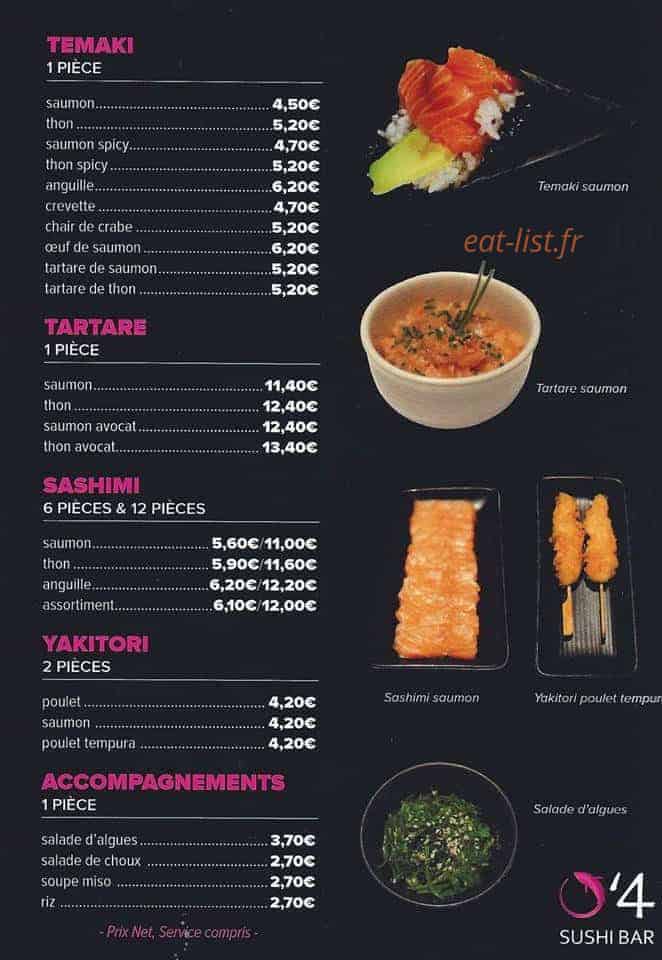 TEMAKI
1 PIÈCE
saumon 4,50€
thon 5,20€
saumon spicy 4,70€
thon spicy 5,20€
anguille 6,20€
crevette 4,70€
chair de crabe 5,20€
œuf de saumon 6,20€
tartare de saumon 5,20€
tartare de thon 5,20€
Temaki saumon
eat-list.fr
TARTARE
1 PIÈCE
saumon 11,40€
thon 12,40€
saumon avocat 12,40€
thon avocat 13,40€
Tartare saumon
SASHIMI
6 PIÈCES & 12 PIÈCES
saumon 5,60€/11,00€
thon 5,90€/11,60€
anguille 6,20€/12,20€
assortiment 6,10€/12,00€
Sashimi saumon
Yakitori poulet tempura
YAKITORI
2 PIÈCES
poulet 4,20€
saumon 4,20€
poulet tempura 4,20€
ACCOMPAGNEMENTS
1 PIÈCE
salade d'algues 3,70€
salade de choux 2,70€
soupe miso 2,70€
riz 2,70€
Salade d'algues
- Prix Net, Service compris -
O'4
SUSHI BAR